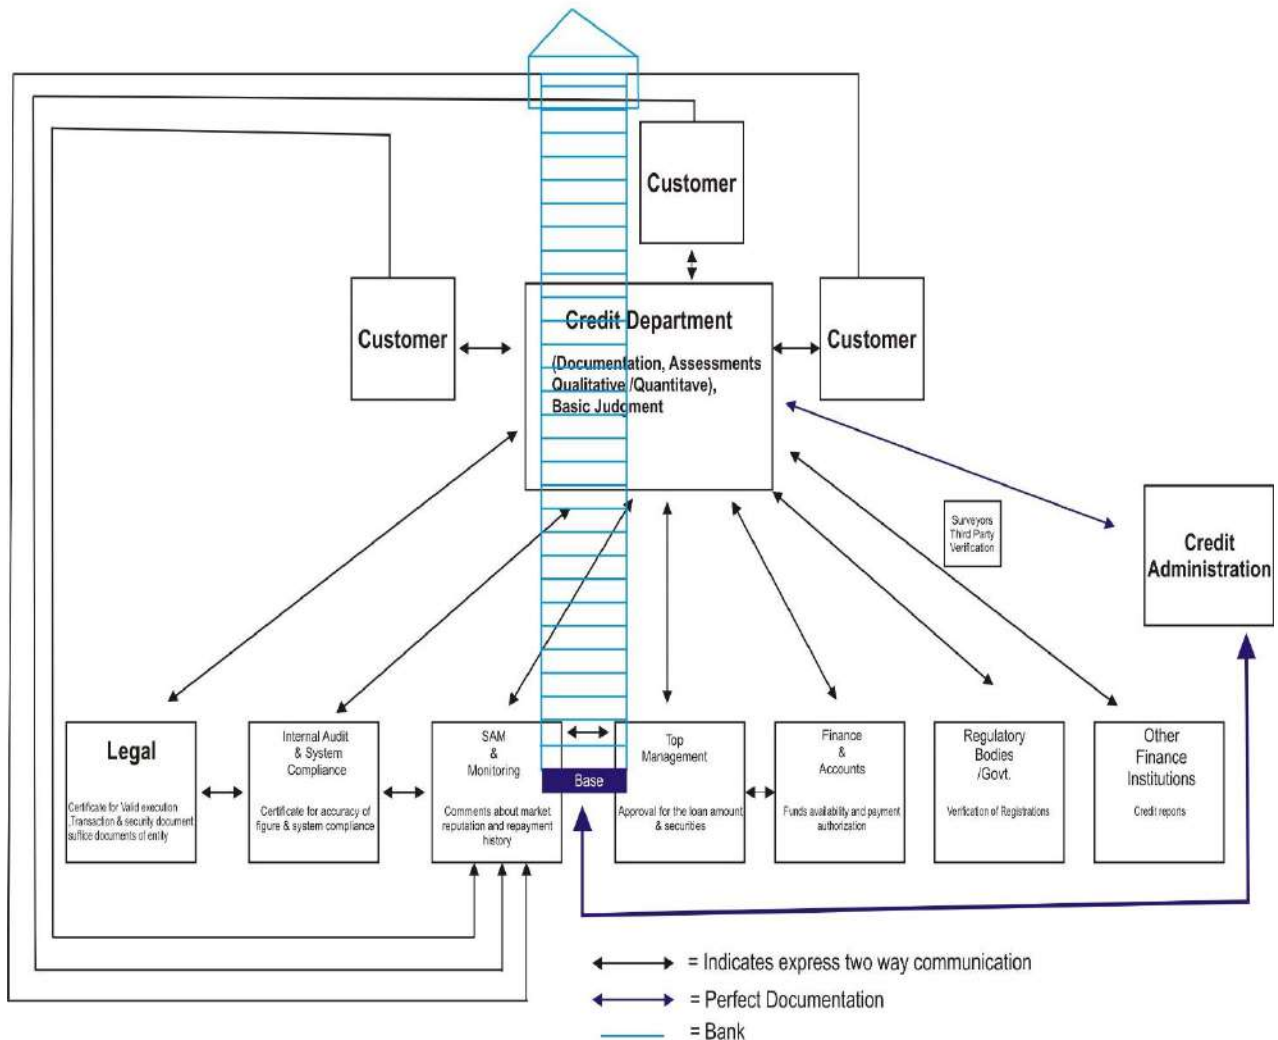 Customer
Customer
Customer
Credit Department
(Documentation, Assessments
Qualitative /Quantitave),
Basic Judgment
Surveyors
Third Party
Verification
Credit
Administration
Legal
Certificate for Valid execution
,Transaction & security document,
suffice documents of entity
Internal Audit
& System
Compliance
Certificate for accuracy of
figure & system compliance
SAM
&
Monitoring
Comments about market
reputation and repayment
history
Base
Top
Management
Approval for the loan amount
& securities
Finance
&
Accounts
Funds availability and payment
authorization
Regulatory
Bodies
/Govt.
Verification of Registrations
Other
Finance
Institutions
Credit reports
= Indicates express two way communication
= Perfect Documentation
= Bank